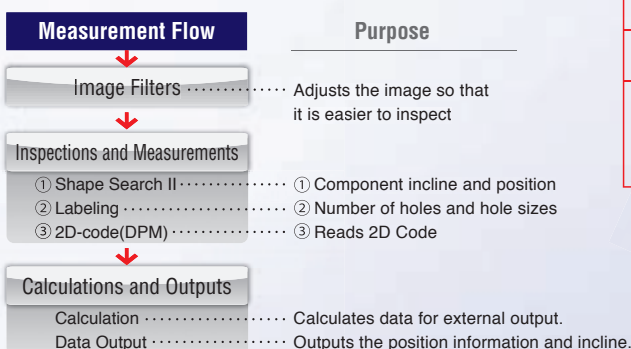 Measurement Flow Purpose
Image Filters ·············· Adjusts the image so that
it is easier to inspect
Inspections and Measurements
① Shape Search II ··············· ① Component incline and position
② Labeling ······················ ② Number of holes and hole sizes
③ 2D-code(DPM) ················ ③ Reads 2D Code
Calculations and Outputs
Calculation ···················· Calculates data for external output.
Data Output ··················· Outputs the position information and incline.